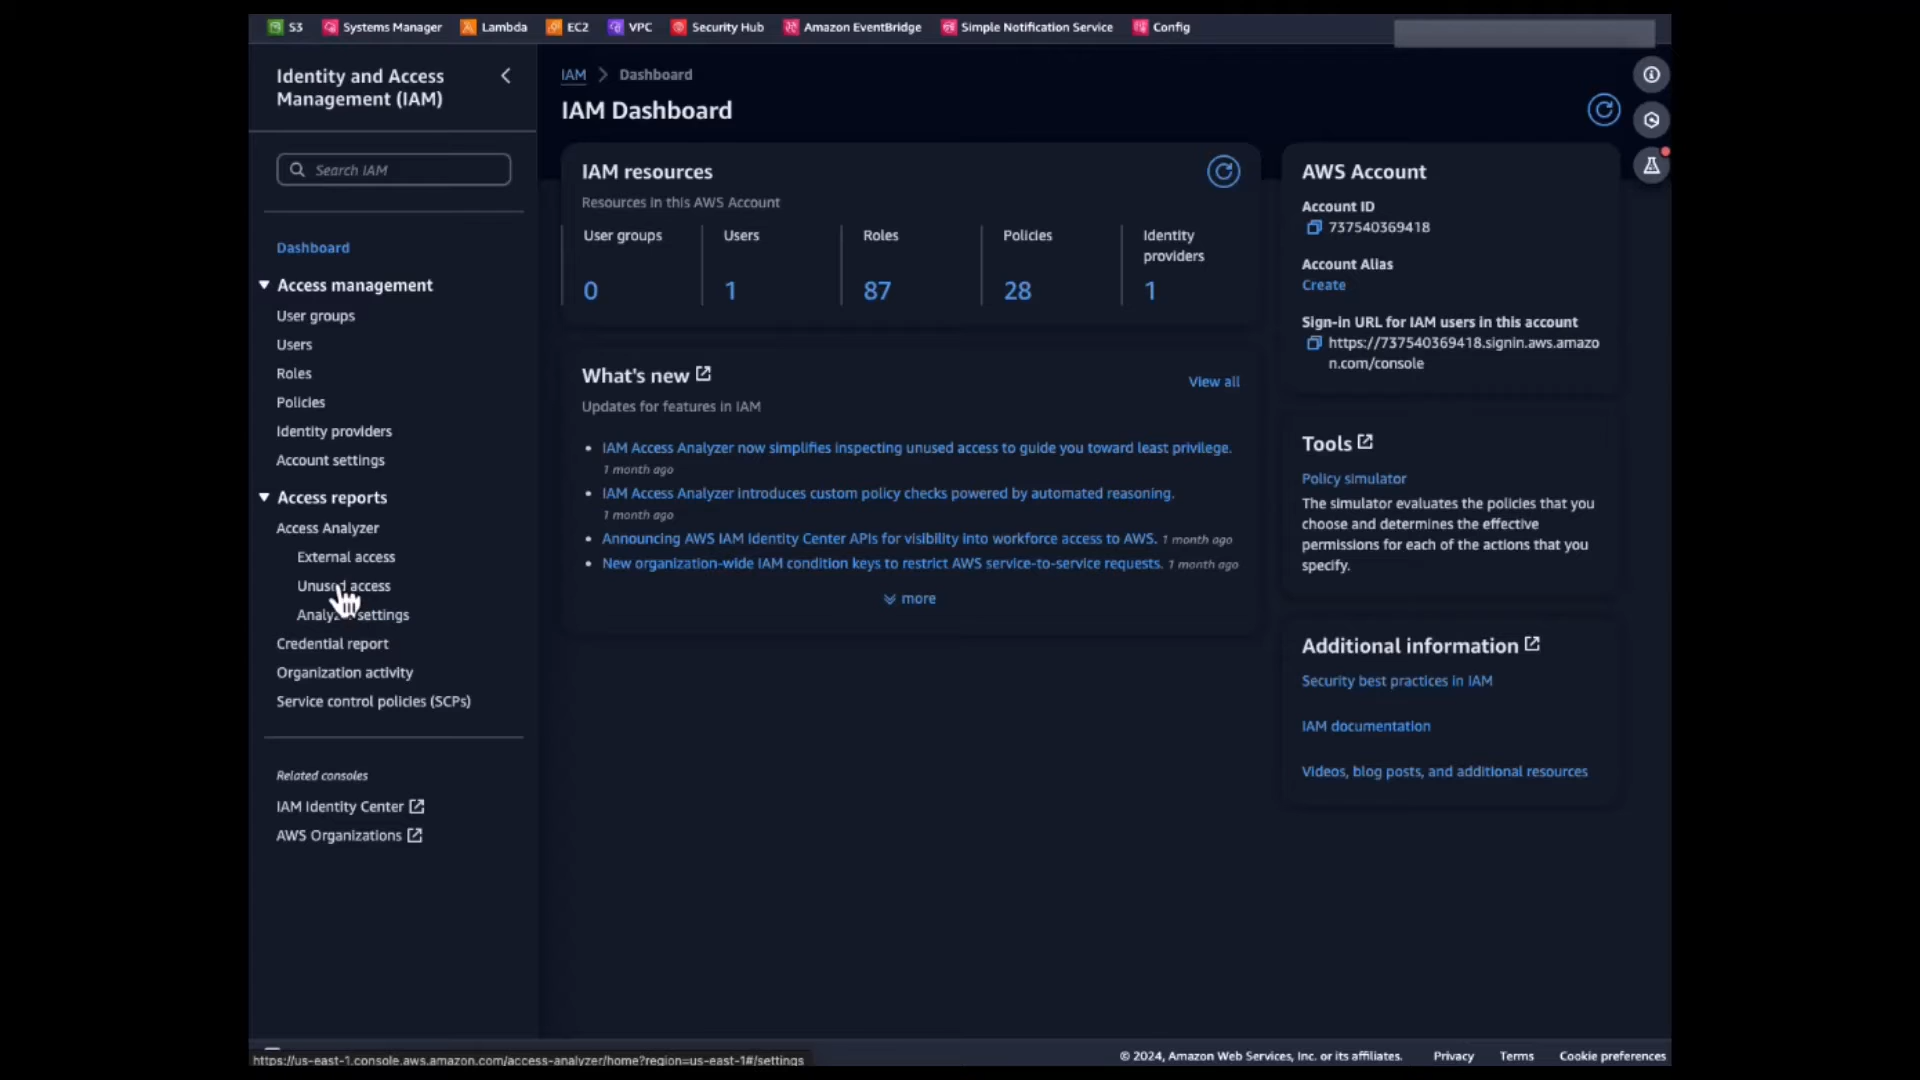 S3 Systems Manager Lambda EC2 VPC Security Hub Amazon EventBridge Simple Notification Service Config
Identity and Access
Management (IAM)
Search IAM
Dashboard
Access management
User groups
Users
Roles
Policies
Identity providers
Account settings
Access reports
Access Analyzer
External access
Unused access
Analyzer settings
Credential report
Organization activity
Service control policies (SCPs)
Related consoles
IAM Identity Center
AWS Organizations
IAM > Dashboard
IAM Dashboard
IAM resources
Resources in this AWS Account
User groups
0
Users
1
Roles
87
Policies
28
Identity
providers
1
What's new
View all
Updates for features in IAM
IAM Access Analyzer now simplifies inspecting unused access to guide you toward least privilege.
1 month ago
IAM Access Analyzer introduces custom policy checks powered by automated reasoning.
1 month ago
Announcing AWS IAM Identity Center APIs for visibility into workforce access to AWS. 1 month ago
New organization-wide IAM condition keys to restrict AWS service-to-service requests. 1 month ago
more
AWS Account
Account ID
737540369418
Account Alias
Create
Sign-in URL for IAM users in this account
https://737540369418.signin.aws.amazo
n.com/console
Tools
Policy simulator
The simulator evaluates the policies that you
choose and determines the effective
permissions for each of the actions that you
specify.
Additional information
Security best practices in IAM
IAM documentation
Videos, blog posts, and additional resources
https://us-east-1.console.aws.amazon.com/access-analyzer/home?region=us-east-1#/settings
© 2024, Amazon Web Services, Inc. or its affiliates. Privacy Terms Cookie preferences